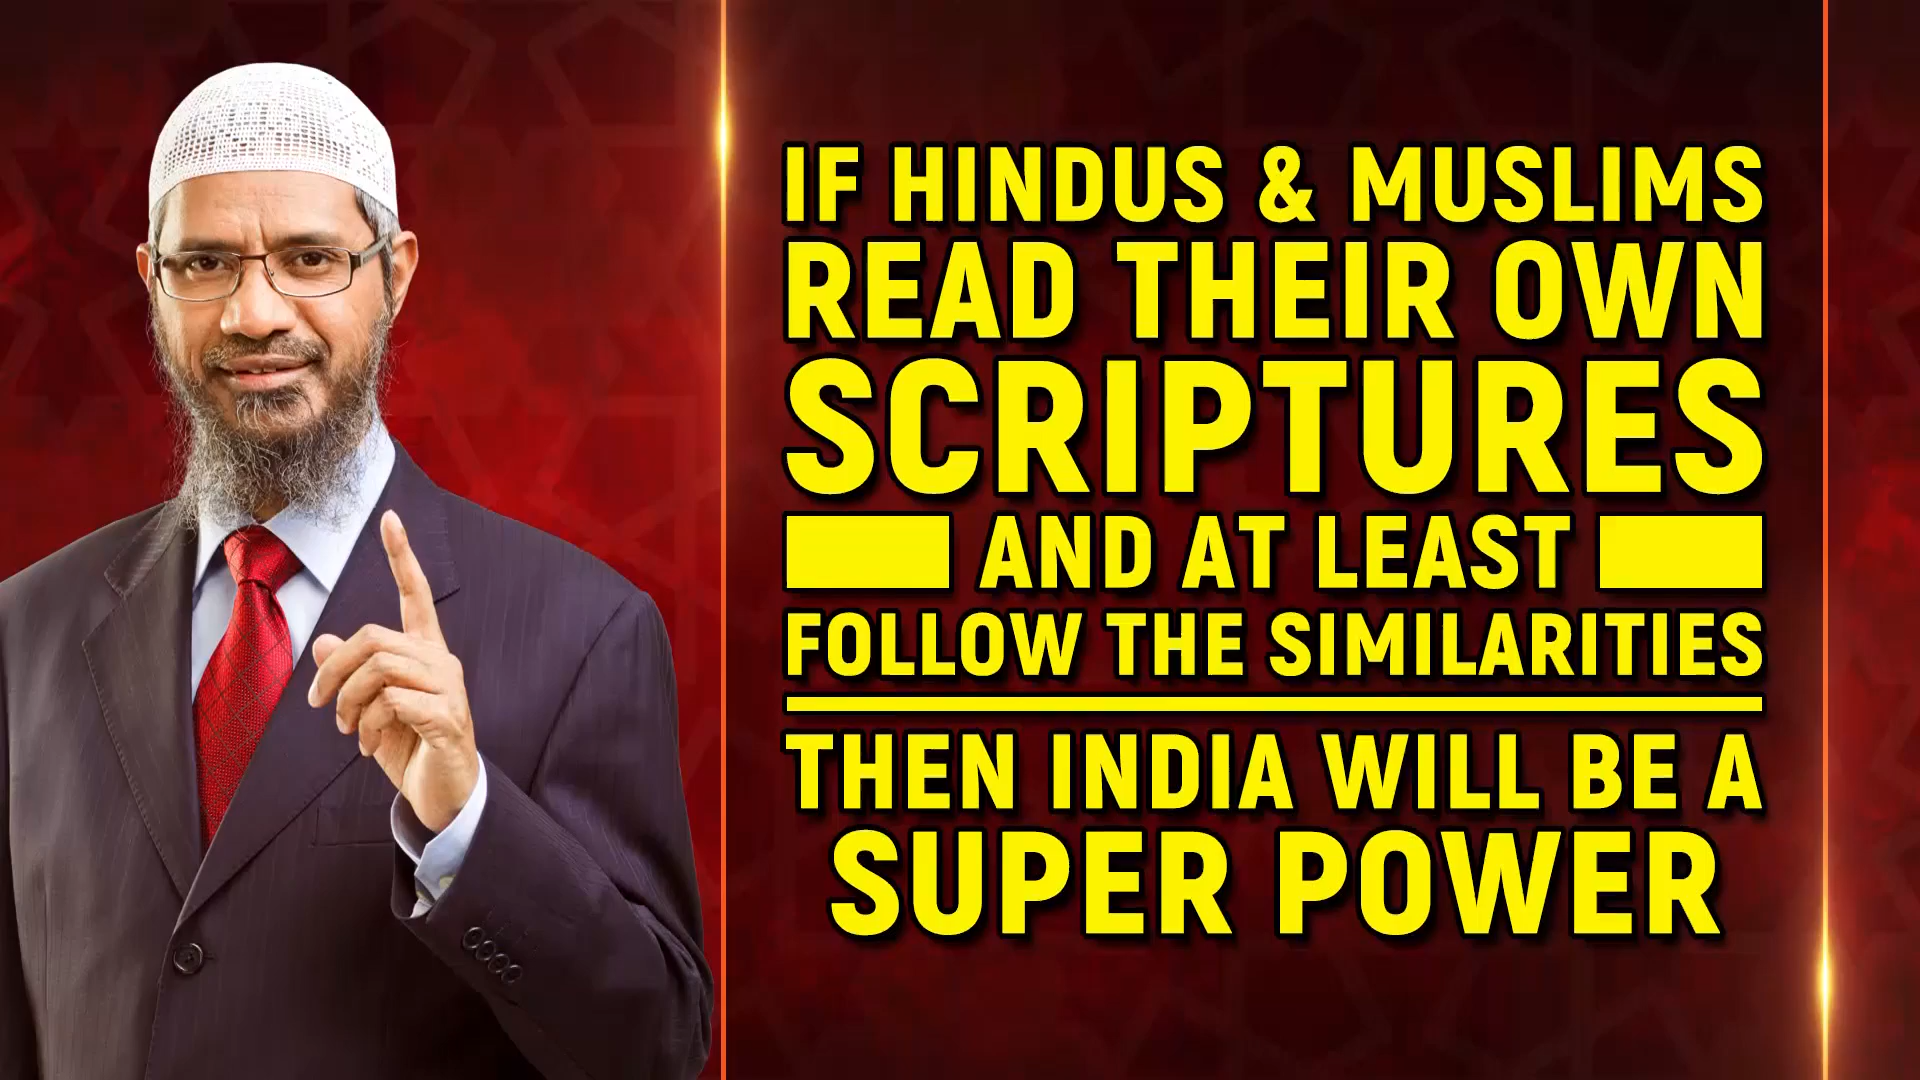 IF HINDUS & MUSLIMS
READ THEIR OWN
SCRIPTURES
AND AT LEAST
FOLLOW THE SIMILARITIES
THEN INDIA WILL BE A
SUPER POWER